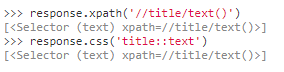 >>> response.xpath('//title/text()')
[<Selector (text) xpath=//title/text()>]
>>> response.css('title::text')
[<Selector (text) xpath=//title/text()>]